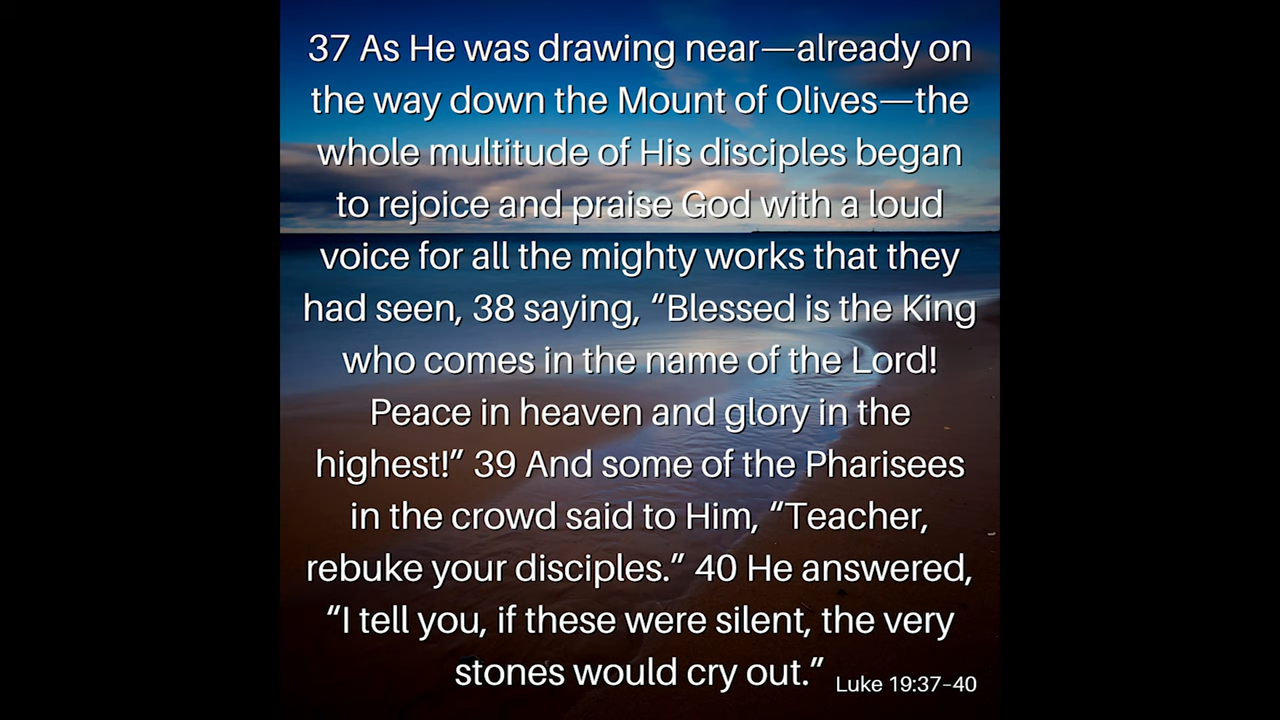 37 As He was drawing near—already on
the way down the Mount of Olives—the
whole multitude of His disciples began
to rejoice and praise God with a loud
voice for all the mighty works that they
had seen, 38 saying, “Blessed is the King
who comes in the name of the Lord!
Peace in heaven and glory in the
highest!” 39 And some of the Pharisees
in the crowd said to Him, “Teacher,
rebuke your disciples.” 40 He answered,
“I tell you, if these were silent, the very
stones would cry out.”
Luke 19:37-40